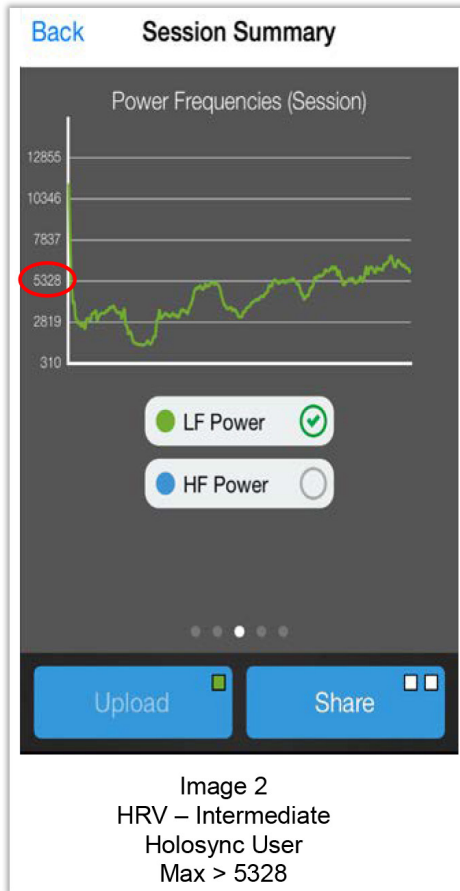 Back Session Summary
Power Frequencies (Session)
12855
10346
7837
5328
2819
310
LF Power
HF Power
Upload Share
Image 2
HRV – Intermediate
Holosync User
Max > 5328